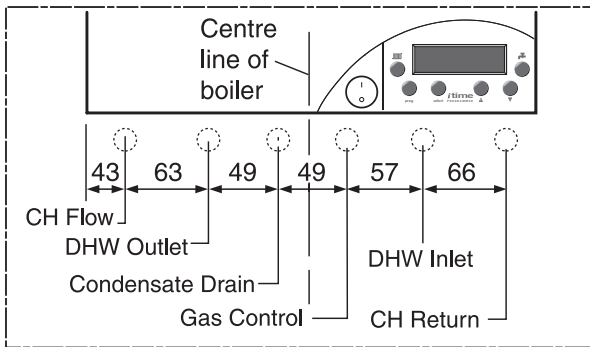 Centre
line of
boiler
prog
select
itime
43 63 49 49 57 66
CH Flow
DHW Outlet
DHW Inlet
Condensate Drain
Gas Control
CH Return